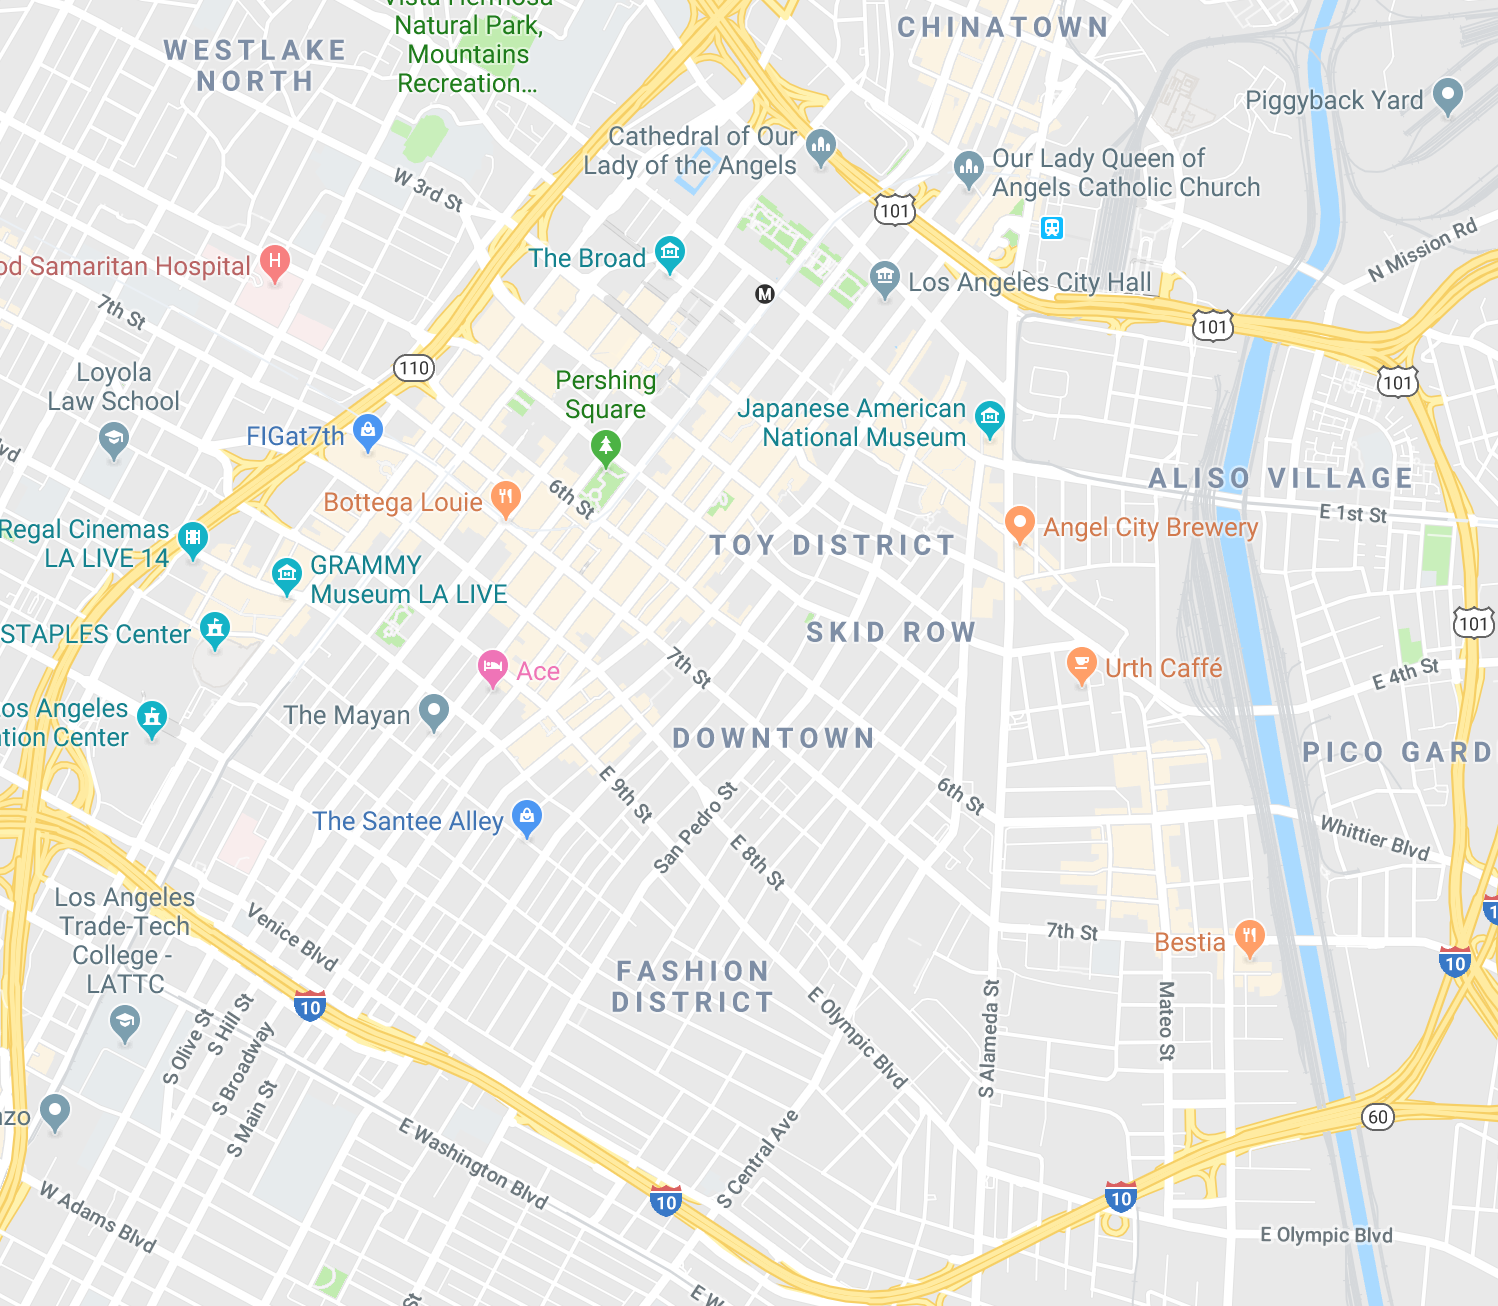 Vista Hermosa
Natural Park,
Mountains
Recreation...
WESTLAKE
NORTH
CHINATOWN
Piggyback Yard
Cathedral of Our
Lady of the Angels
Our Lady Queen of
Angels Catholic Church
W 3rd St
101
N Mission Rd
The Broad
od Samaritan Hospital
H
M
Los Angeles City Hall
7th St
101
110
101
Loyola
Law School
Pershing
Square
Japanese American
National Museum
FIGat7th
lvd
ALISO VILLAGE
Bottega Louie
6th St
E 1st St
Regal Cinemas
LA LIVE 14
Angel City Brewery
TOY DISTRICT
GRAMMY
Museum LA LIVE
STAPLES Center
SKID ROW
101
7th St
Ace
Urth Caffé
E 4th St
os Angeles
tion Center
The Mayan
DOWNTOWN
PICO GARD
E 9th St
6th St
San Pedro St
The Santee Alley
Whittier Blvd
E 8th St
Los Angeles
Trade-Tech
College -
LATTC
Venice Blvd
1
7th St
Bestia
10
FASHION
DISTRICT
10
E Olympic Blvd
S Alameda St
Mateo St
S Olive St
S Hill St
S Broadway
S Main St
nzo
60
E Washington Blvd
S Central Ave
W Adams Blvd
10
10
E Olympic Blvd
E W
St